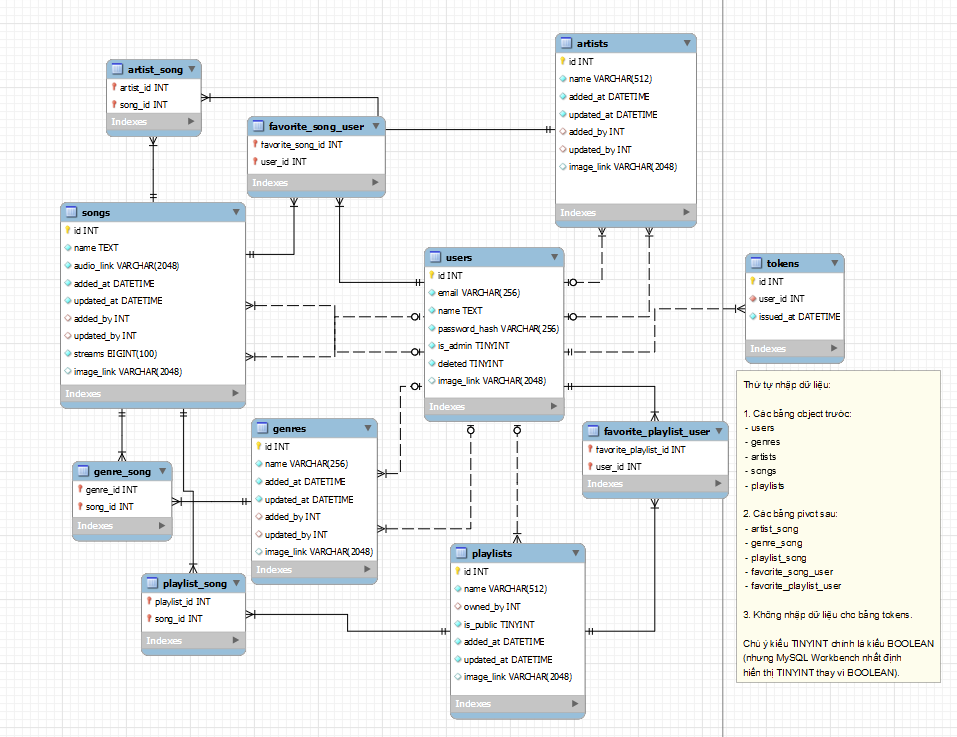 artist_song
artist_id INT
song_id INT
Indexes
favorite_song_user
favorite_song_id INT
user_id INT
Indexes
artists
id INT
name VARCHAR(512)
added_at DATETIME
updated_at DATETIME
added_by INT
updated_by INT
image_link VARCHAR(2048)
Indexes
songs
id INT
name TEXT
audio_link VARCHAR(2048)
added_at DATETIME
updated_at DATETIME
added_by INT
updated_by INT
streams BIGINT(100)
image_link VARCHAR(2048)
Indexes
users
id INT
email VARCHAR(256)
name TEXT
password_hash VARCHAR(256)
is_admin TINYINT
deleted TINYINT
image_link VARCHAR(2048)
Indexes
tokens
id INT
user_id INT
issued_at DATETIME
Indexes
genres
id INT
name VARCHAR(256)
added_at DATETIME
updated_at DATETIME
added_by INT
updated_by INT
image_link VARCHAR(2048)
Indexes
favorite_playlist_user
favorite_playlist_id INT
user_id INT
Indexes
genre_song
genre_id INT
song_id INT
Indexes
playlist_song
playlist_id INT
song_id INT
Indexes
playlists
id INT
name VARCHAR(512)
owned_by INT
is_public TINYINT
added_at DATETIME
updated_at DATETIME
image_link VARCHAR(2048)
Indexes
Thứ tự nhập dữ liệu:
1. Các bảng object trước:
- users
- genres
- artists
- songs
- playlists
2. Các bảng pivot sau:
- artist_song
- genre_song
- playlist_song
- favorite_song_user
- favorite_playlist_user
3. Không nhập dữ liệu cho bảng tokens.
Chú ý kiểu TINYINT chính là kiểu BOOLEAN
(nhưng MySQL Workbench nhất định
hiển thị TINYINT thay vì BOOLEAN).